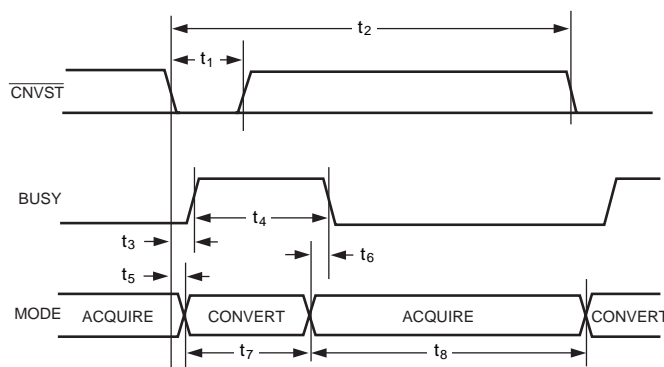 t2
t1
CNVST
BUSY
t4
t3
t6
t5
MODE
ACQUIRE
CONVERT
ACQUIRE
CONVERT
t7
t8